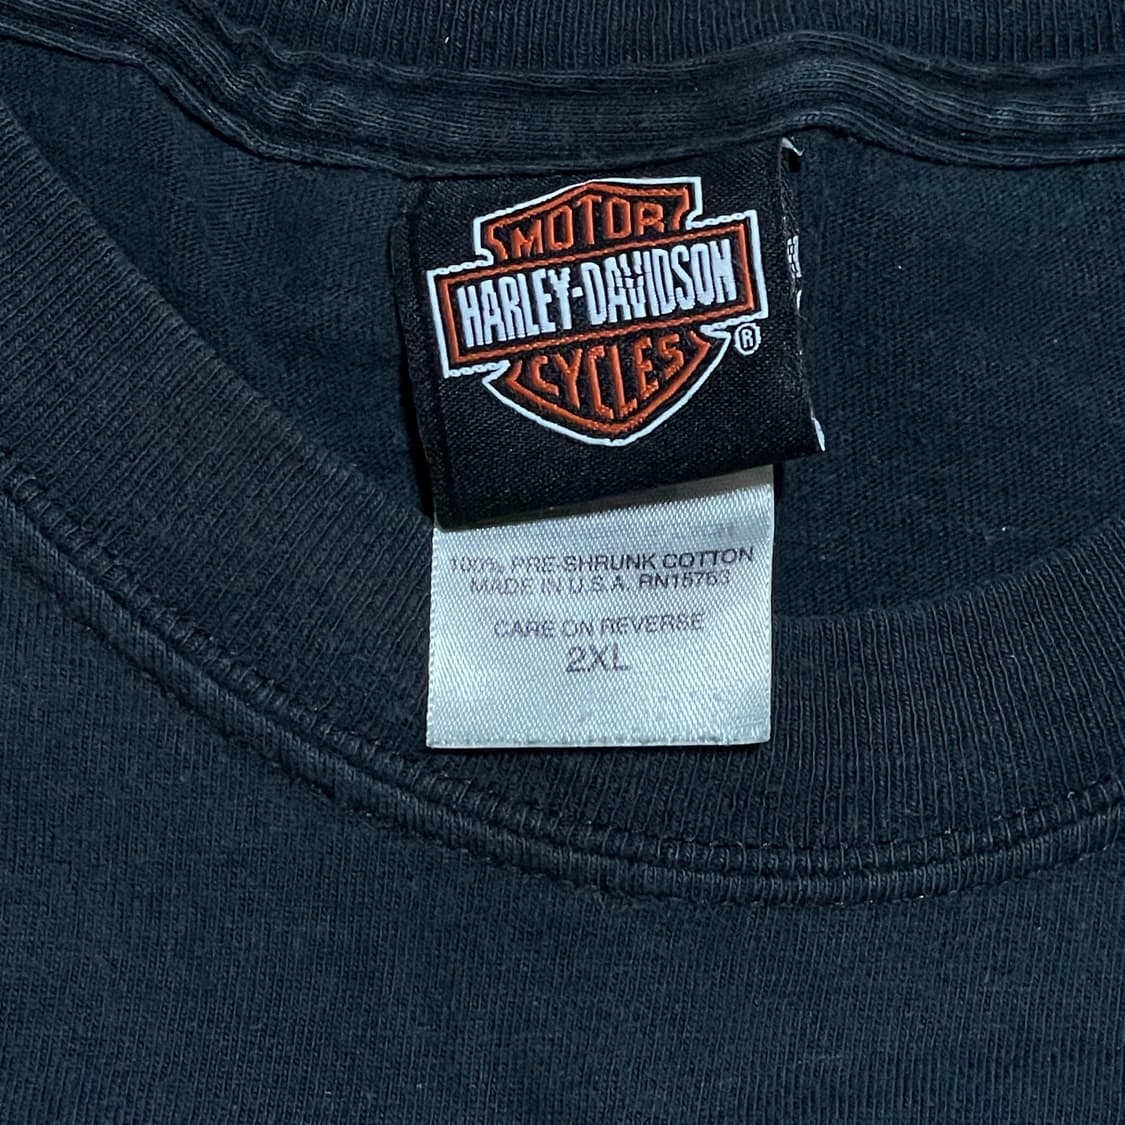 MOTOR
HARLEY-DAVIDSON
CYCLES
®
100% PRE-SHRUNK COTTON
MADE IN U.S.A. RN15763
CARE ON REVERSE
2XL